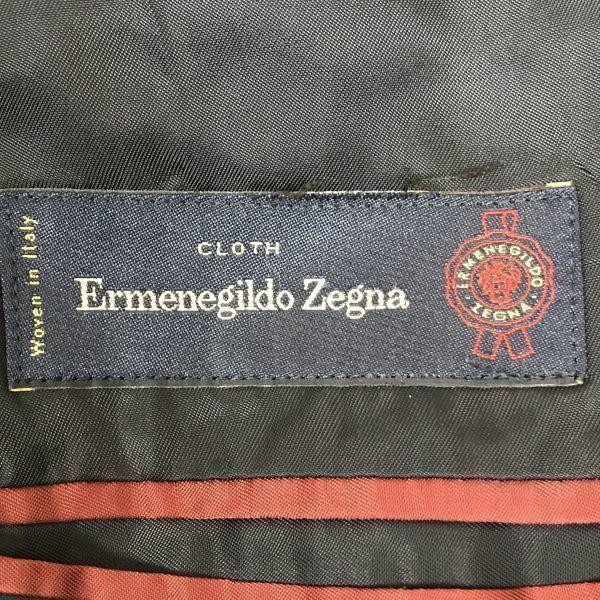 Woven in Italy
CLOTH
Ermenegildo Zegna
ERMENEGILDO
ZEGNA